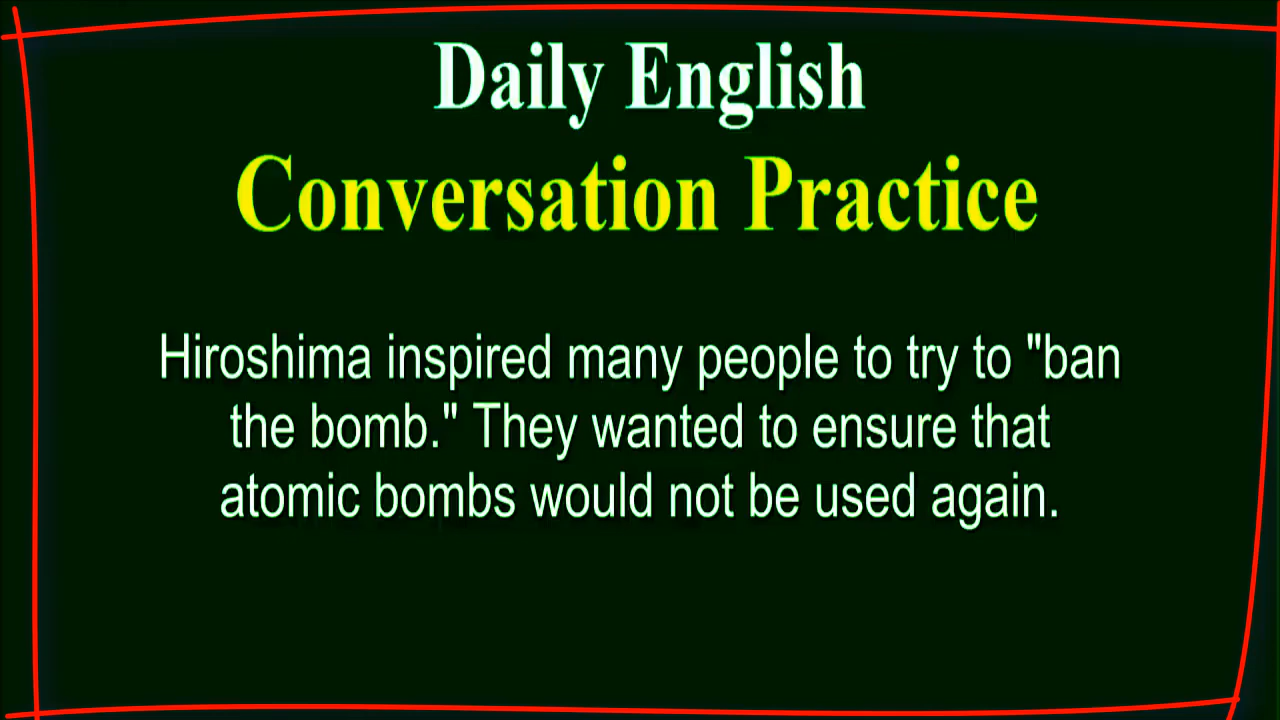 Daily English
Conversation Practice
Hiroshima inspired many people to try to "ban
the bomb." They wanted to ensure that
atomic bombs would not be used again.